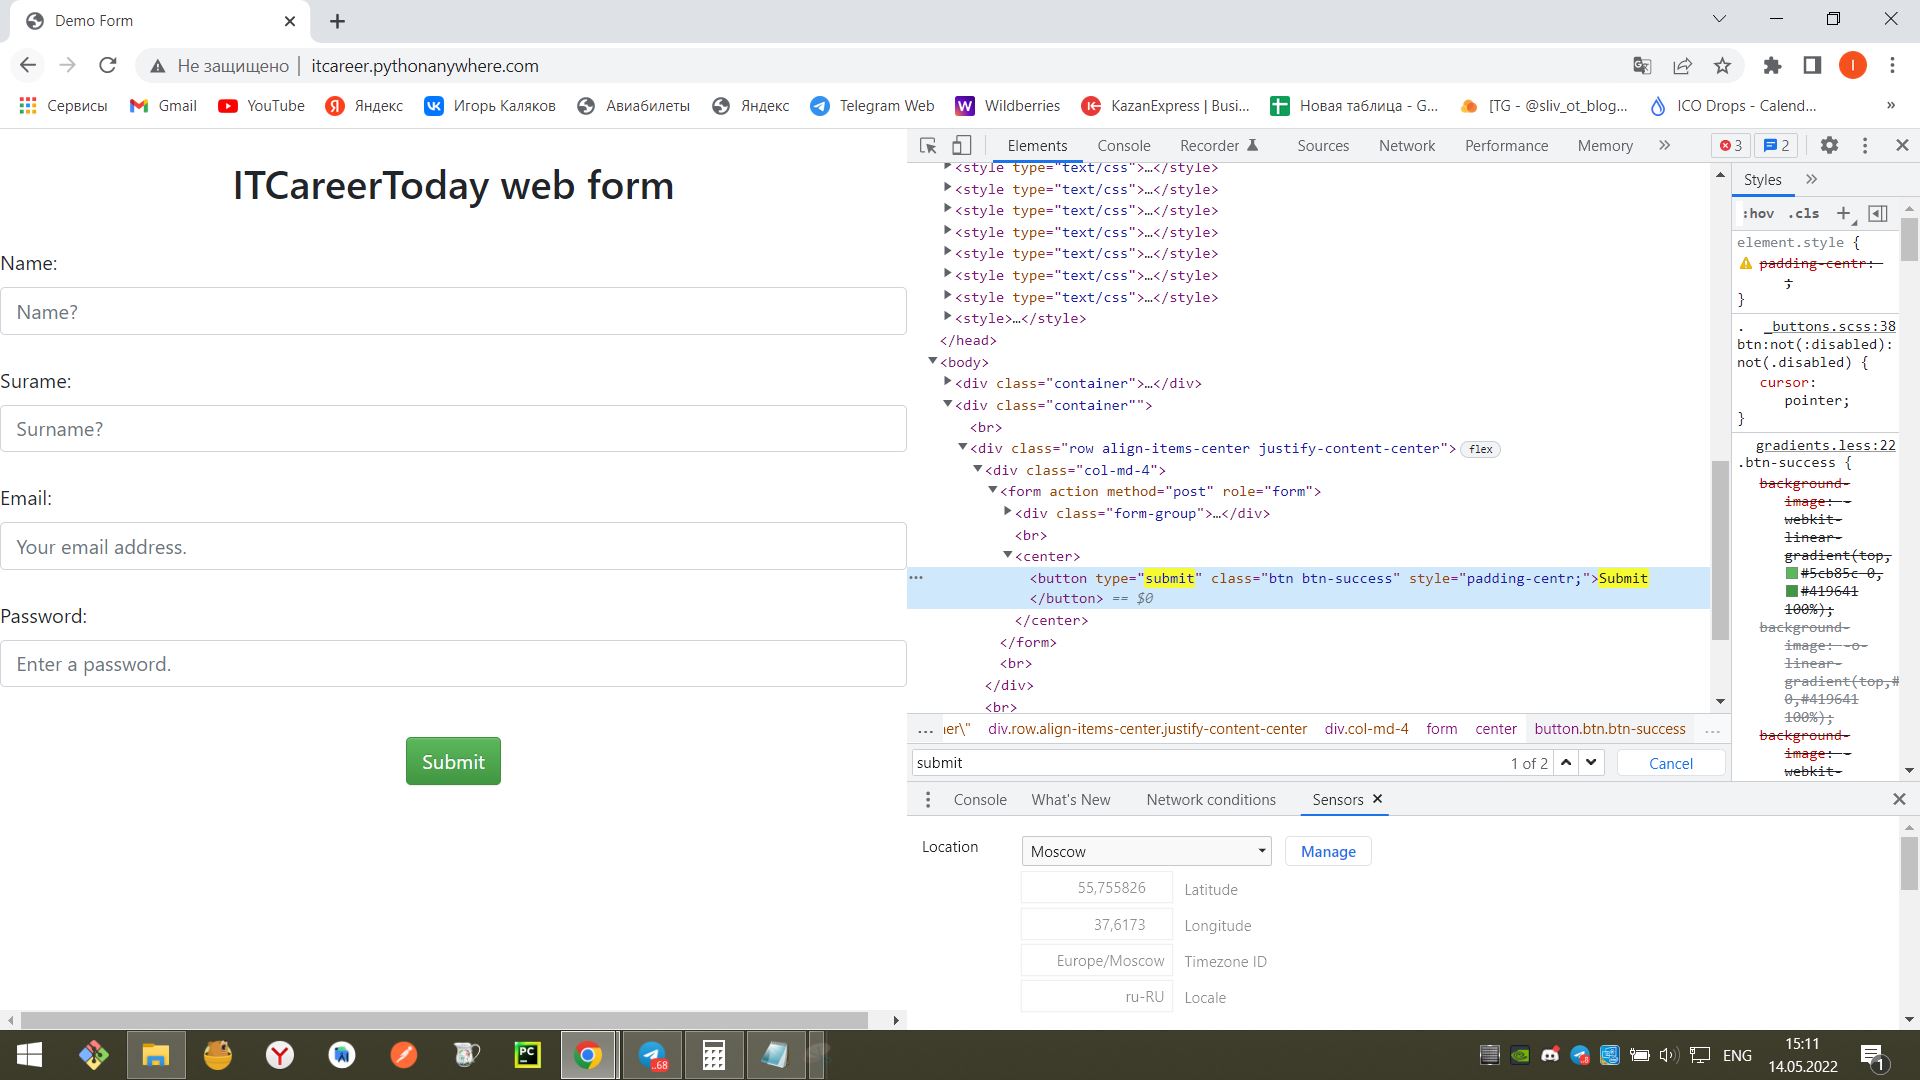 Demo Form
Не защищено | itcareer.pythonanywhere.com
Сервисы Gmail YouTube Яндекс Игорь Каляков Авиабилеты Яндекс Telegram Web Wildberries KazanExpress | Busi... Новая таблица - G... [TG - @sliv_ot_blog... ICO Drops - Calend... »
ITCareerToday web form
Name:
Name?
Surame:
Surname?
Email:
Your email address.
Password:
Enter a password.
Submit
Elements Console Recorder Sources Network Performance Memory » 3 2
<style type="text/css">…</style>
<style type="text/css">…</style>
<style type="text/css">…</style>
<style type="text/css">…</style>
<style type="text/css">…</style>
<style type="text/css">…</style>
<style type="text/css">…</style>
<style>…</style>
</head>
<body>
<div class="container">…</div>
<div class="container"">
<br>
<div class="row align-items-center justify-content-center"> flex
<div class="col-md-4">
<form action method="post" role="form">
<div class="form-group">…</div>
<br>
<center>
<button type="submit" class="btn btn-success" style="padding-centr;">Submit
</button> == $0
</center>
</form>
<br>
</div>
<br>
... ner\" div.row.align-items-center.justify-content-center div.col-md-4 form center button.btn.btn-success ...
submit 1 of 2 Cancel
Styles »
:hov .cls +
element.style {
padding-centr:
;
}
. _buttons.scss:38
btn:not(:disabled):
not(.disabled) {
cursor:
pointer;
}
gradients.less:22
.btn-success {
background-
image: -
webkit-
linear-
gradient(top,
#5cb85c 0,
#419641
100%);
background-
image: -o-
linear-
gradient(top,#
0,#419641
100%);
background-
image: -
webkit-
Console What's New Network conditions Sensors
Location Moscow Manage
55,755826 Latitude
37,6173 Longitude
Europe/Moscow Timezone ID
ru-RU Locale
PC
..68
8
ENG
15:11
14.05.2022
1